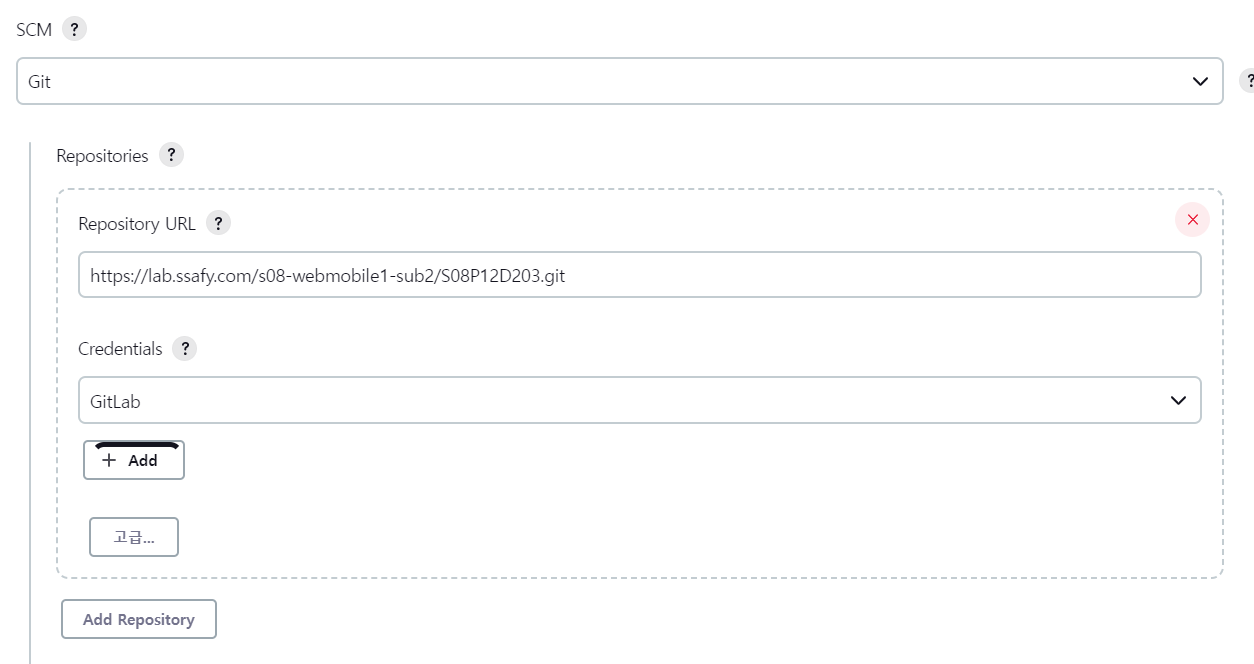 SCM ?
Git
?
Repositories ?
Repository URL ?
https://lab.ssafy.com/s08-webmobile1-sub2/S08P12D203.git
Credentials ?
GitLab
+ Add
고급...
Add Repository